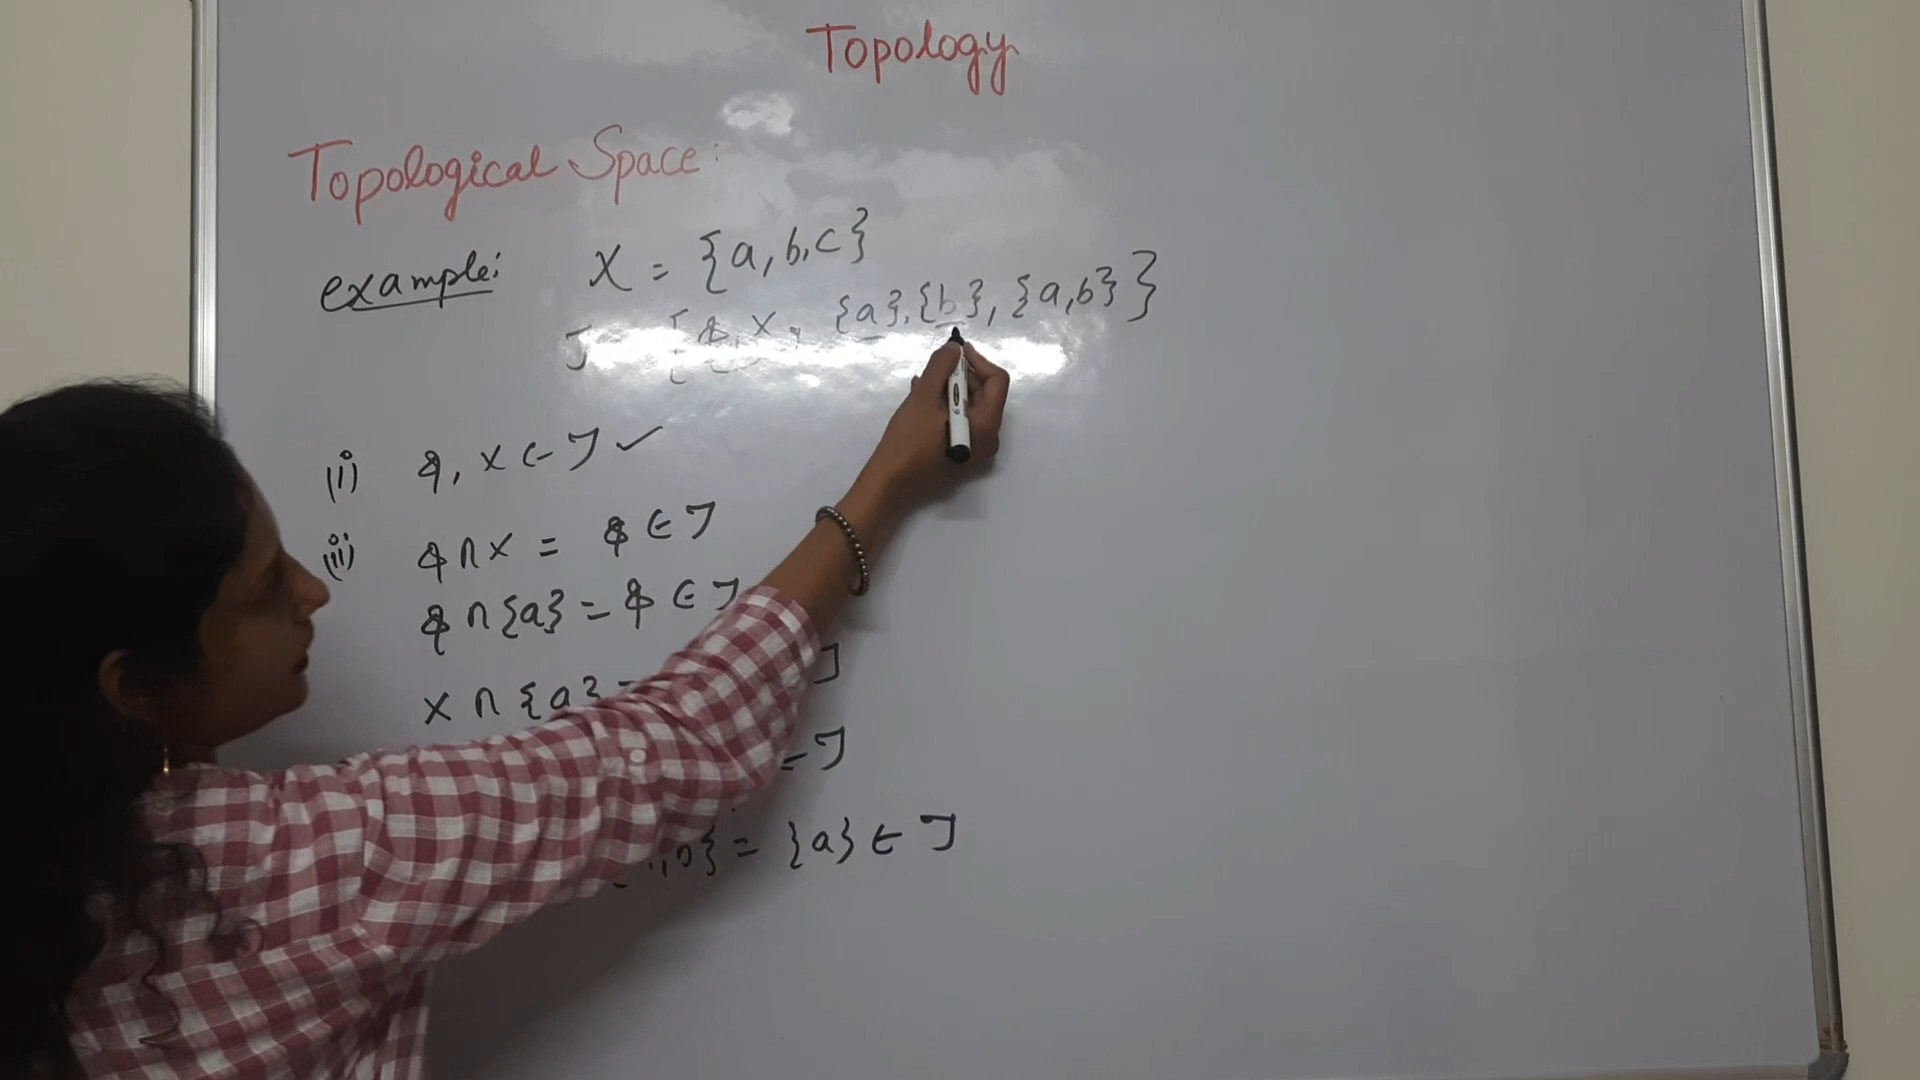 Topology
Topological Space:
example: X = {a, b, c}
J = {φ, X, {a}, {b}, {a, b}}
(i) φ, X ∈ J ✓
(ii) φ ∩ X = φ ∈ J
φ ∩ {a} = φ ∈ J
X ∩ {a} J
J
b} = {a} ∈ J